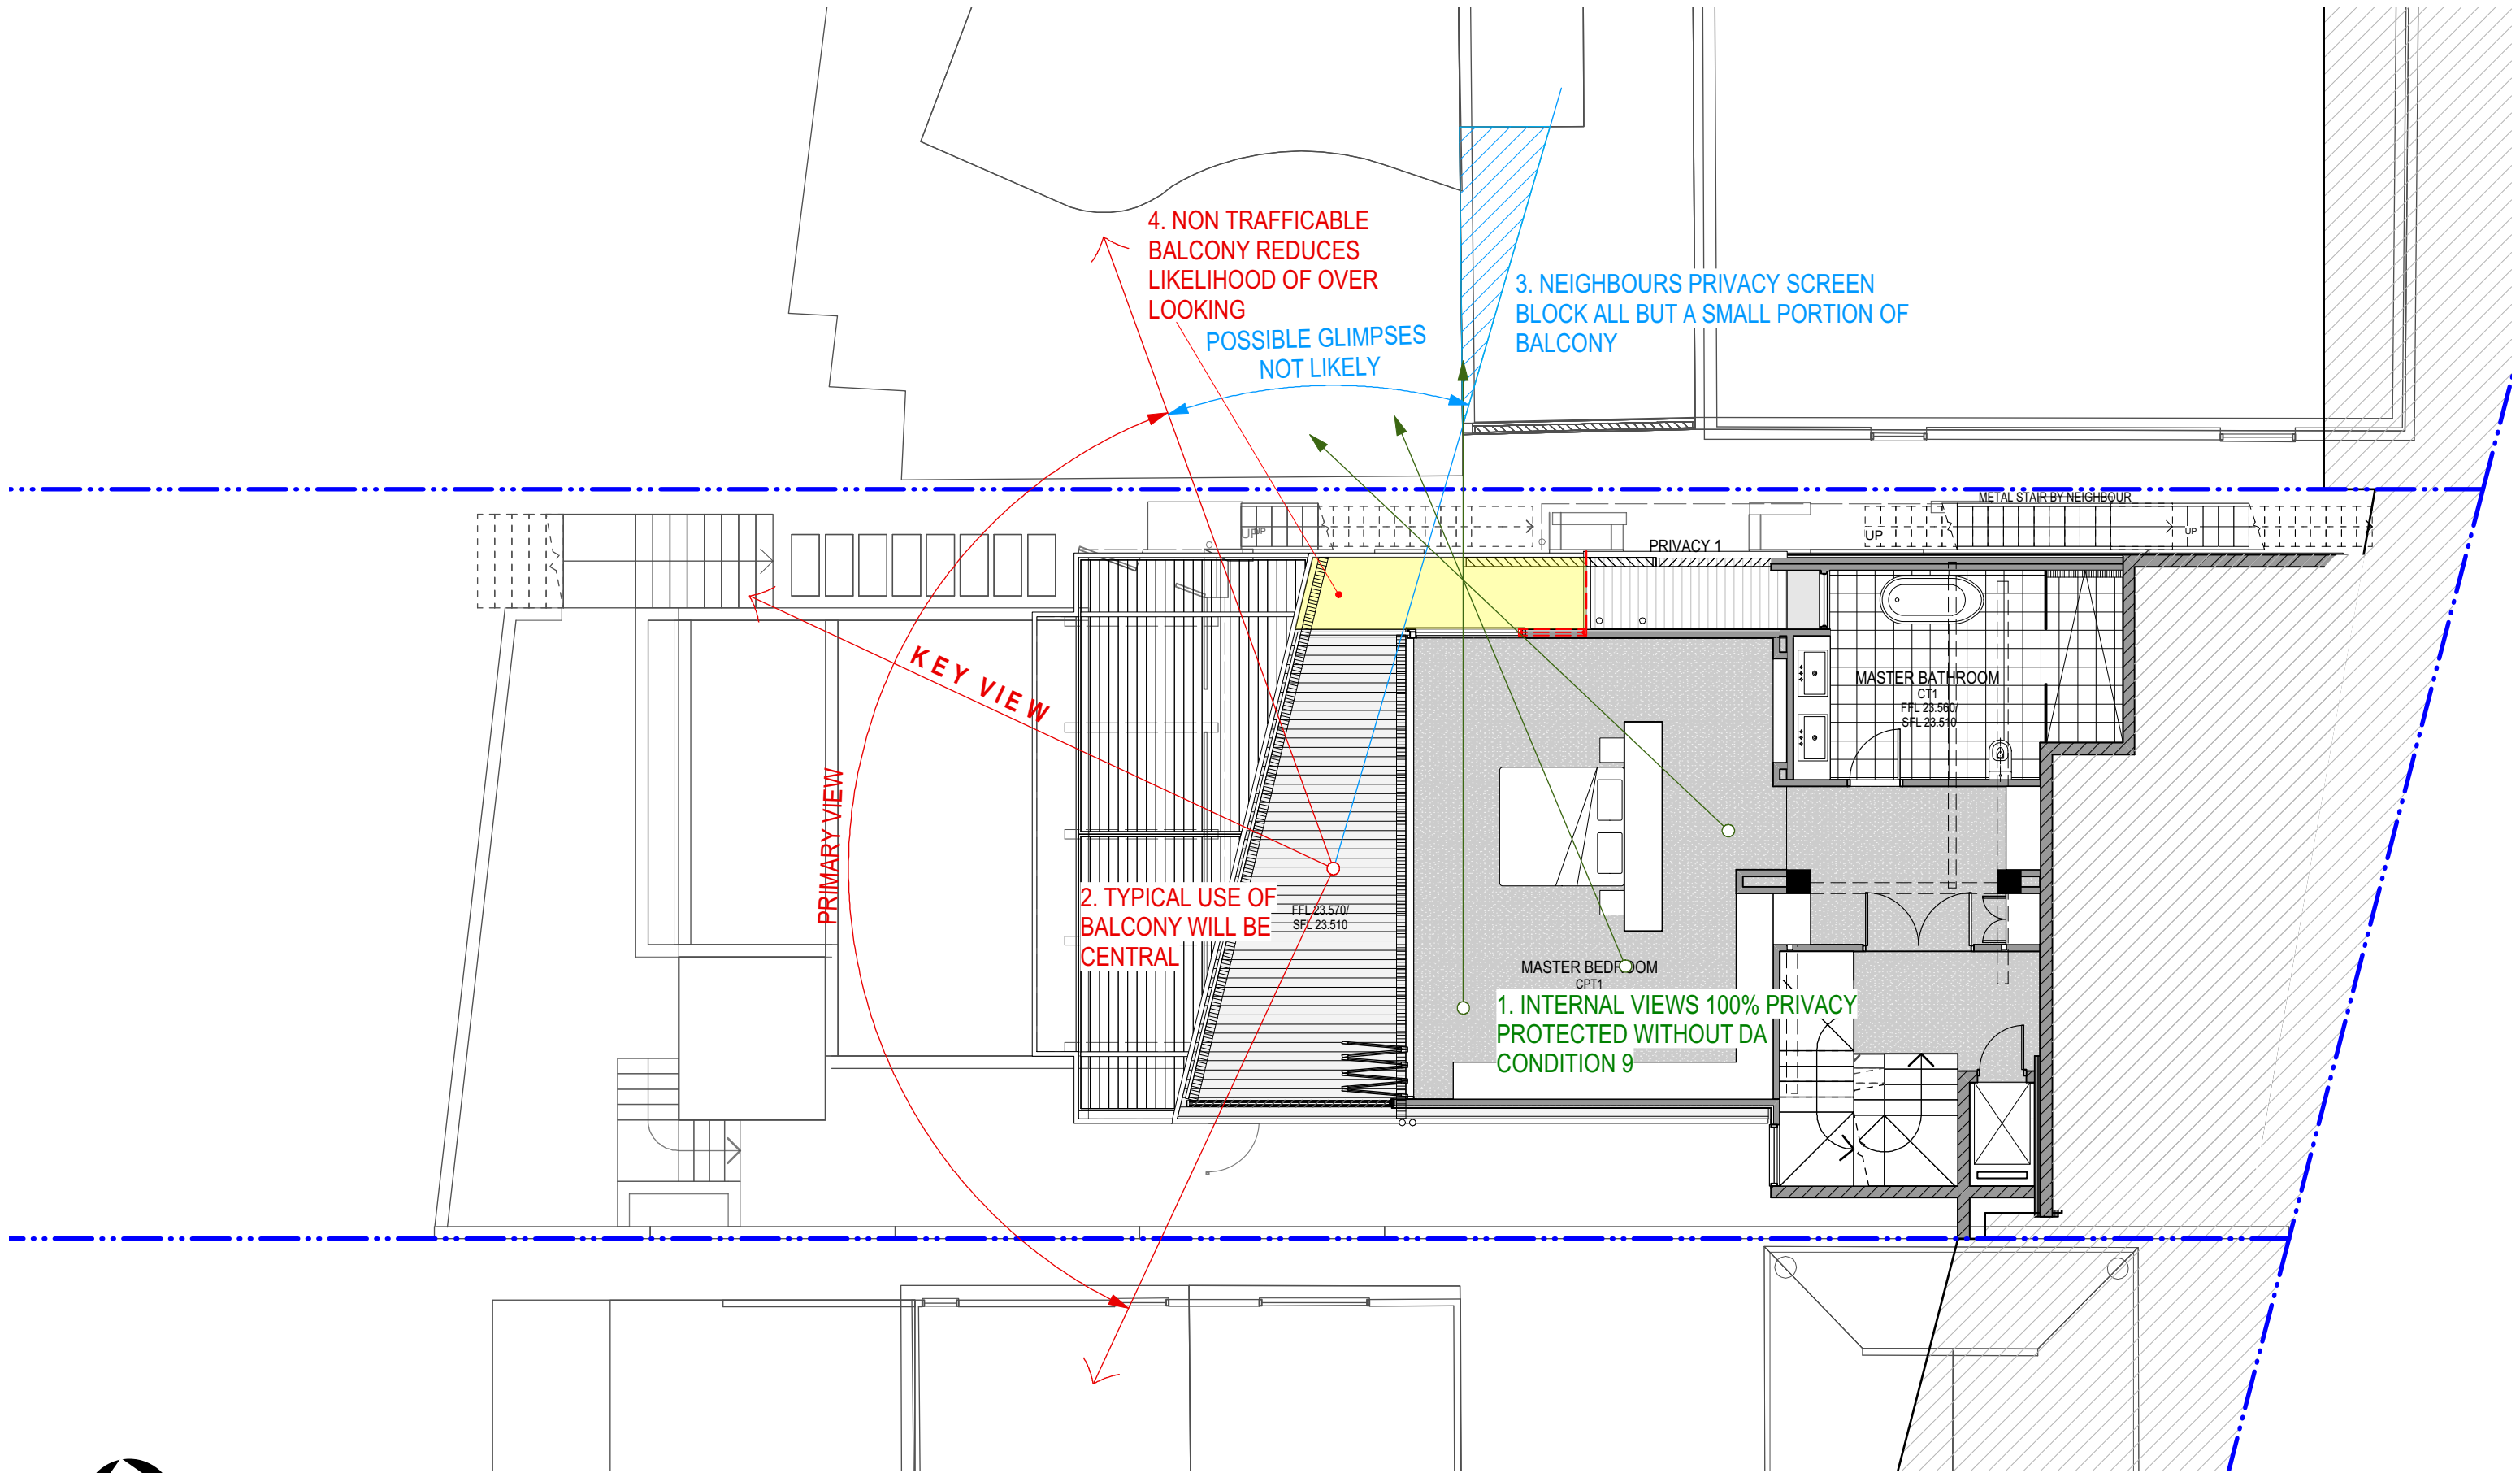 4. NON TRAFFICABLE
BALCONY REDUCES
LIKELIHOOD OF OVER
LOOKING
POSSIBLE GLIMPSES
NOT LIKELY
3. NEIGHBOURS PRIVACY SCREEN
BLOCK ALL BUT A SMALL PORTION OF
BALCONY
METAL STAIR BY NEIGHBOUR
UP
UP
UP
UP
PRIVACY 1
KEY VIEW
MASTER BATHROOM
CT1
FFL 23.560/
SFL 23.510
PRIMARY VIEW
2. TYPICAL USE OF
BALCONY WILL BE
CENTRAL
FFL 23.570/
SFL 23.510
MASTER BEDROOM
CPT1
1. INTERNAL VIEWS 100% PRIVACY
PROTECTED WITHOUT DA
CONDITION 9